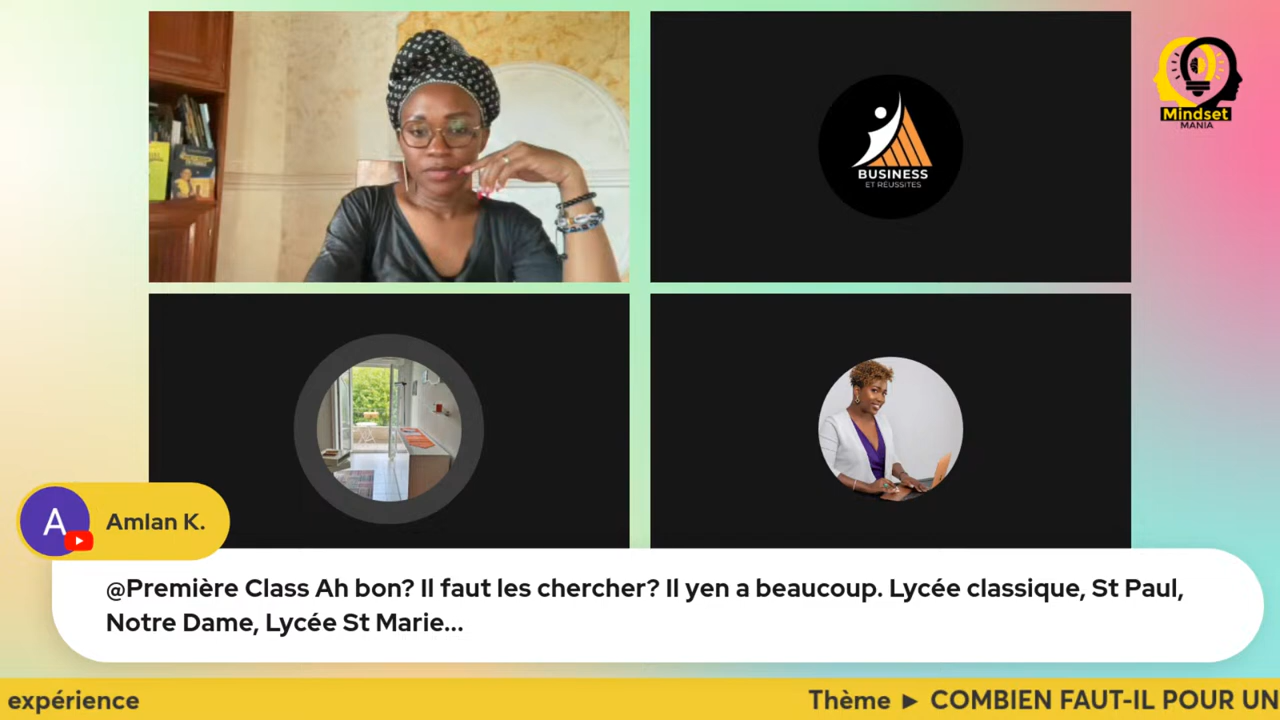 Mindset
MANIA
BUSINESS
ET RÉUSSITES
A
Amlan K.
@Première Class Ah bon? Il faut les chercher? Il yen a beaucoup. Lycée classique, St Paul,
Notre Dame, Lycée St Marie...
expérience
Thème ► COMBIEN FAUT-IL POUR UN